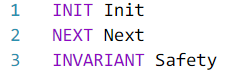 1 INIT Init
2 NEXT Next
3 INVARIANT Safety